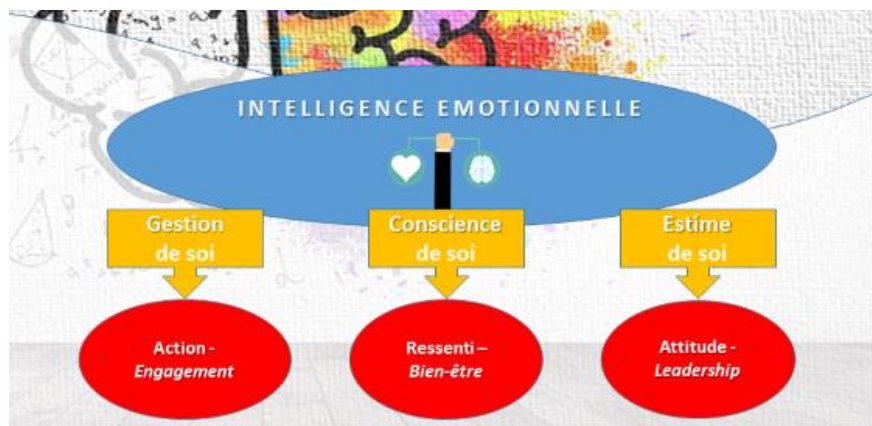 INTELLIGENCE EMOTIONNELLE
Gestion
de soi
Conscience
de soi
Estime
de soi
Action -
Engagement
Ressenti –
Bien-être
Attitude -
Leadership